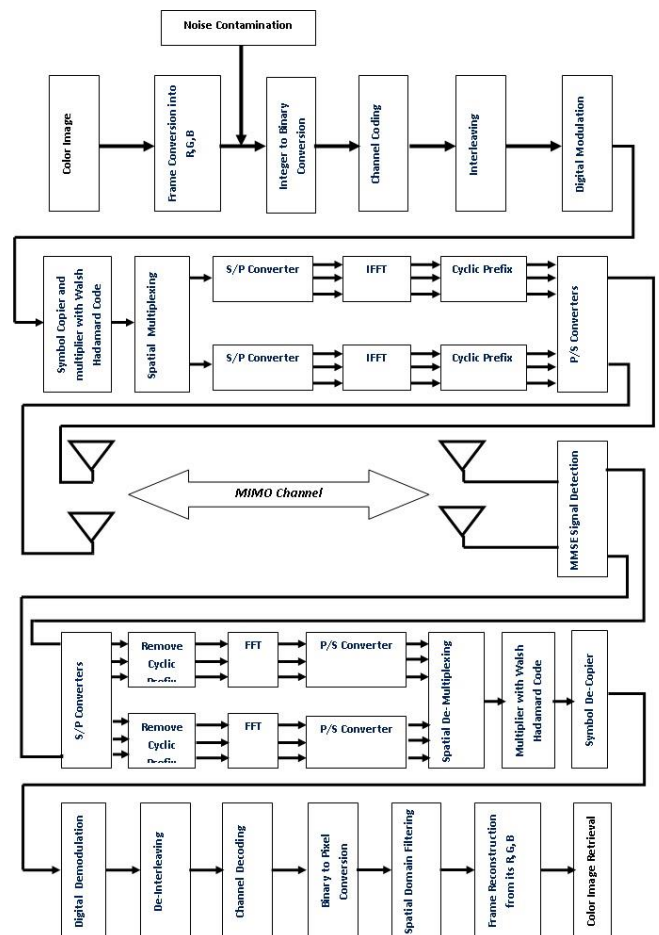 Noise Contamination
Color Image
Frame Conversion into
R,G,B
Integer to Binary
Conversion
Channel Coding
Interleaving
Digital Modulation
Symbol Copier and
multiplier with Walsh
Hadamard Code
Spatial Multiplexing
S/P Converter
IFFT
Cyclic Prefix
S/P Converter
IFFT
Cyclic Prefix
P/S Converters
MIMO Channel
MMSE Signal Detection
S/P Converters
Remove
Cyclic
Prefix
FFT
P/S Converter
Remove
Cyclic
Prefix
FFT
P/S Converter
Spatial De-Multiplexing
Multiplier with Walsh
Hadamard Code
Symbol De-Copier
Digital Demodulation
De-Interleaving
Channel Decoding
Binary to Pixel
Conversion
Spatial Domain Filtering
Frame Reconstruction
from its R,G,B
Color Image Retrieval